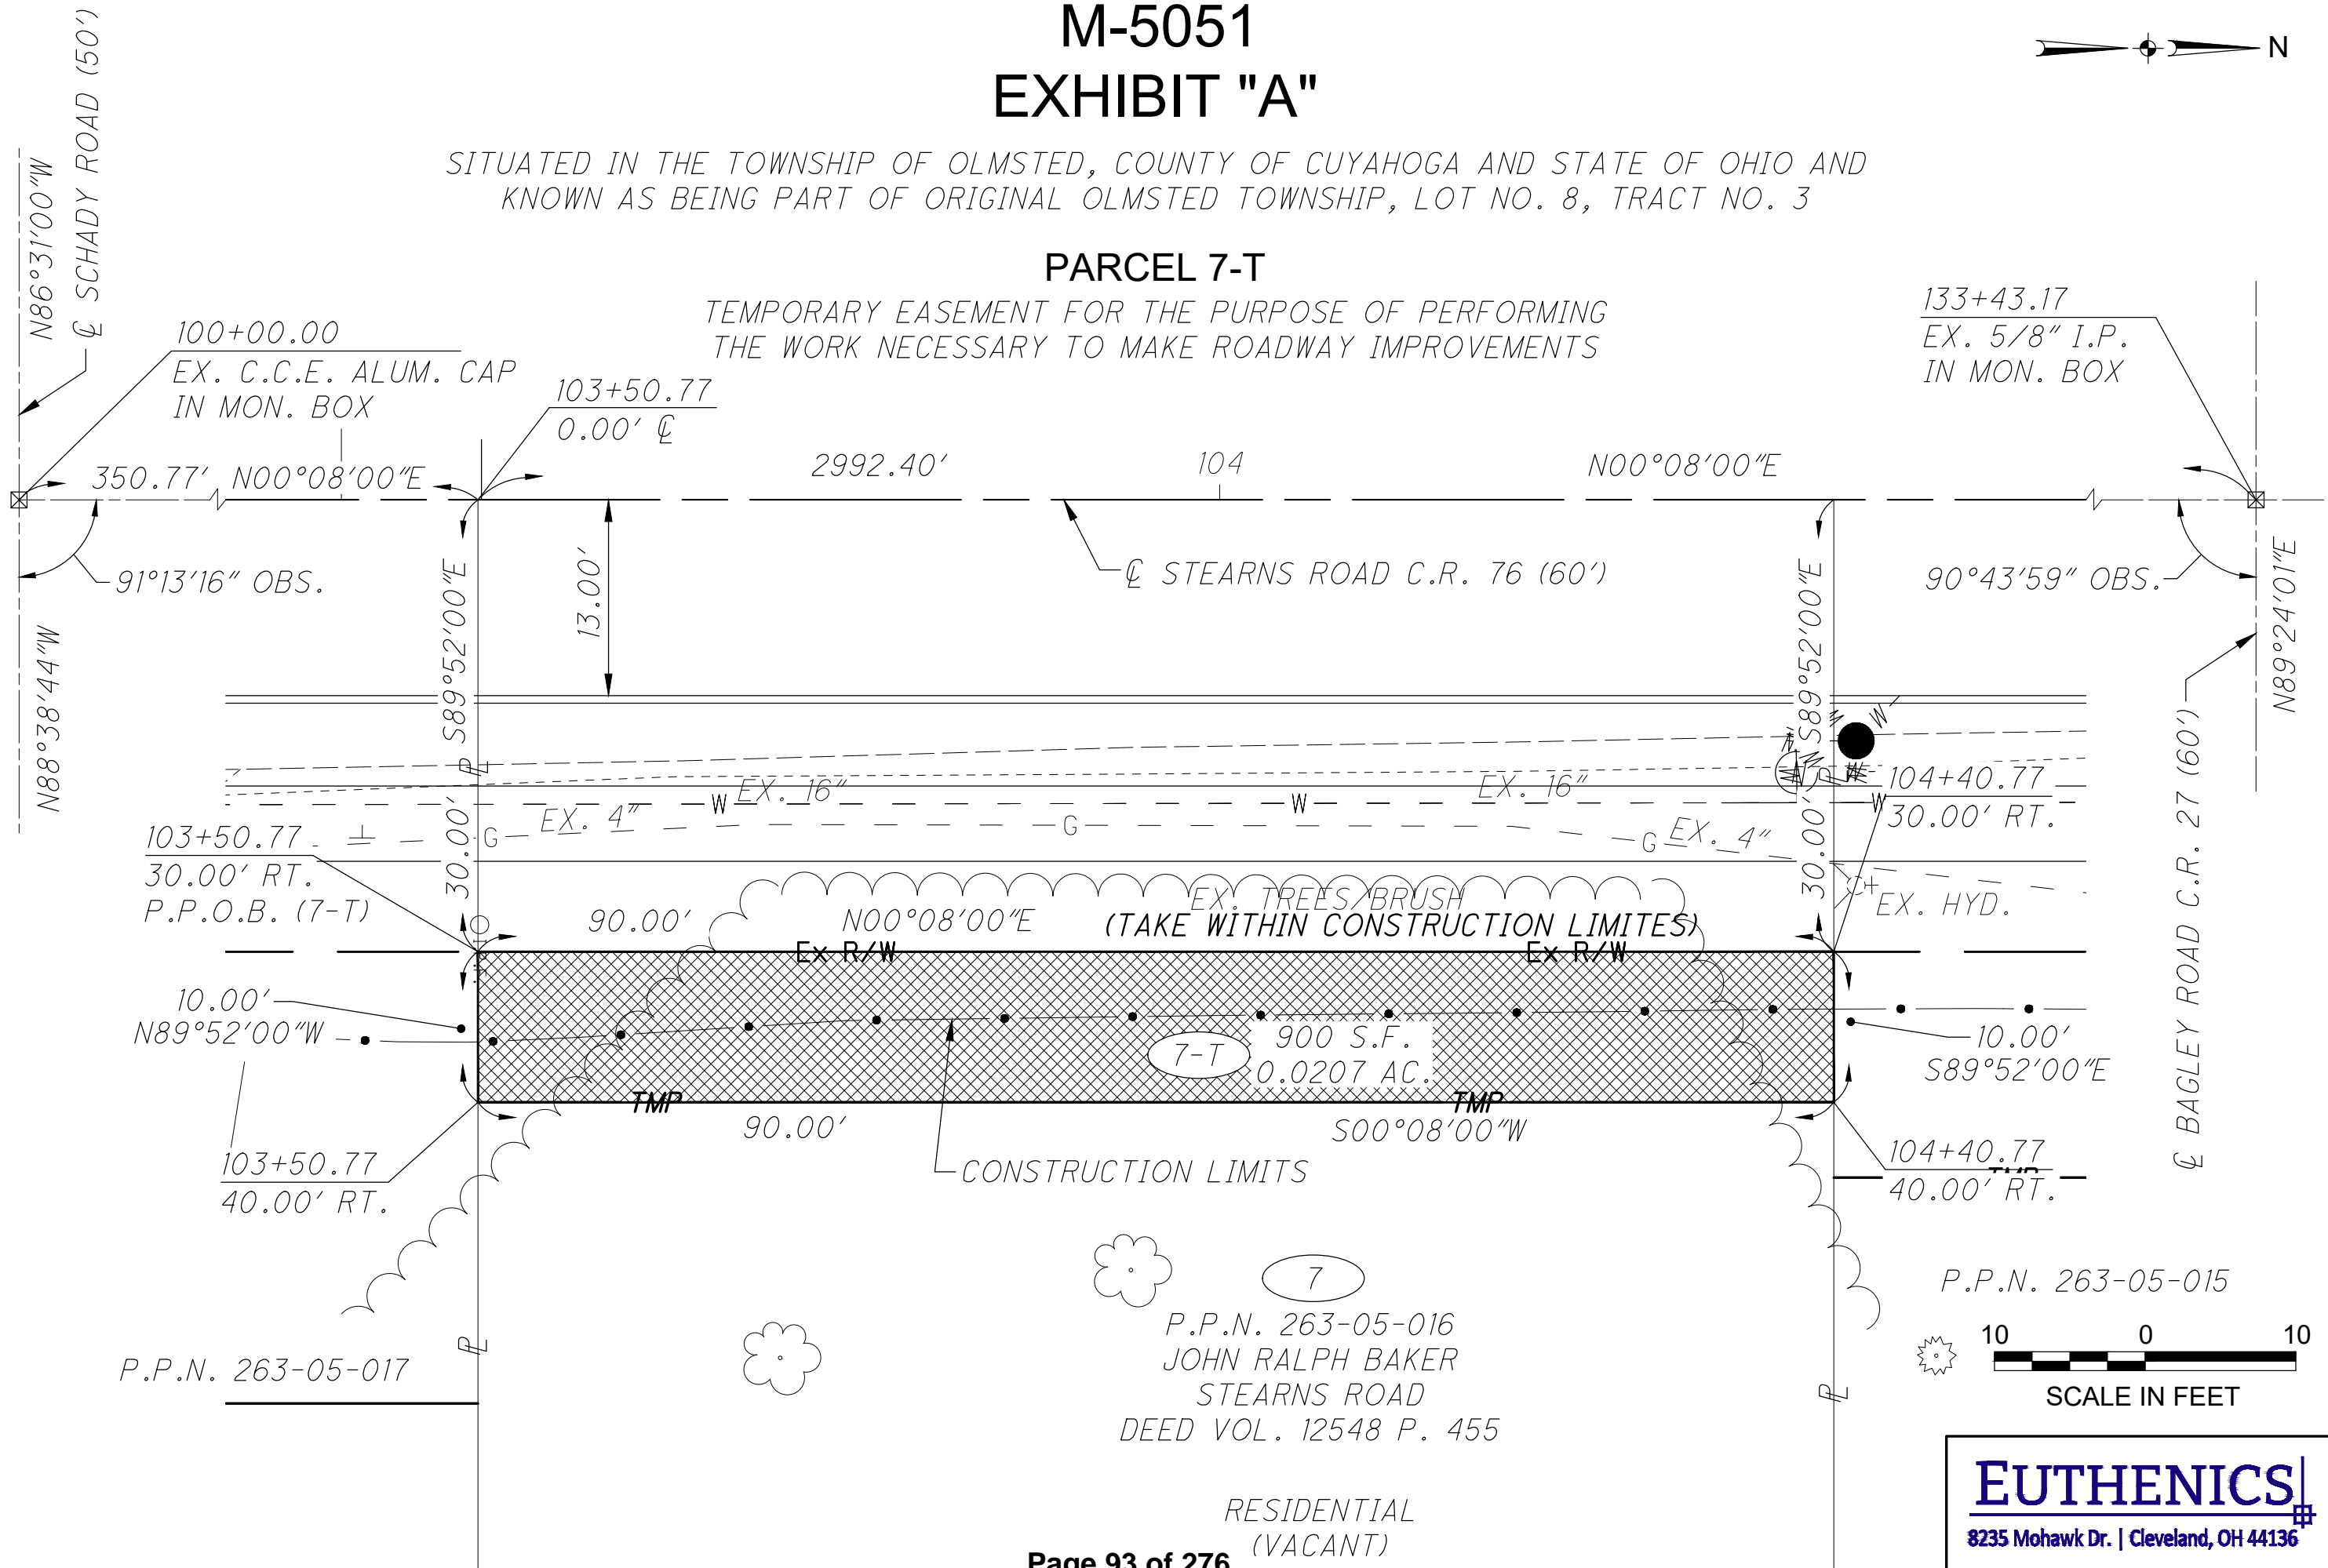 M-5051
EXHIBIT "A"
N
SITUATED IN THE TOWNSHIP OF OLMSTED, COUNTY OF CUYAHOGA AND STATE OF OHIO AND
KNOWN AS BEING PART OF ORIGINAL OLMSTED TOWNSHIP, LOT NO. 8, TRACT NO. 3
PARCEL 7-T
TEMPORARY EASEMENT FOR THE PURPOSE OF PERFORMING
THE WORK NECESSARY TO MAKE ROADWAY IMPROVEMENTS
N86°31'00"W
℄ SCHADY ROAD (50')
100+00.00
EX. C.C.E. ALUM. CAP
IN MON. BOX
103+50.77
0.00' ℄
133+43.17
EX. 5/8" I.P.
IN MON. BOX
350.77' N00°08'00"E
2992.40'
104
N00°08'00"E
91°13'16" OBS.
N88°38'44"W
S89°52'00"E
13.00'
℄ STEARNS ROAD C.R. 76 (60')
S89°52'00"E
90°43'59" OBS.
N89°24'01"E
℄ BAGLEY ROAD C.R. 27 (60')
W EX. 16" W EX. 16" W
G EX. 4" G G EX. 4"
103+50.77
30.00' RT.
P.P.O.B. (7-T)
30.00'
30.00'
104+40.77
30.00' RT.
EX. HYD.
EX. TREES/BRUSH
(TAKE WITHIN CONSTRUCTION LIMITES)
90.00' N00°08'00"E
Ex R/W Ex R/W
10.00'
N89°52'00"W
7-T
900 S.F.
0.0207 AC.
10.00'
S89°52'00"E
TMP TMP
90.00' S00°08'00"W
CONSTRUCTION LIMITS
103+50.77
40.00' RT.
104+40.77
TMP
40.00' RT.
7
P.P.N. 263-05-016
JOHN RALPH BAKER
STEARNS ROAD
DEED VOL. 12548 P. 455
P.P.N. 263-05-017
P.P.N. 263-05-015
10 0 10
SCALE IN FEET
RESIDENTIAL
(VACANT)
EUTHENICS
8235 Mohawk Dr. | Cleveland, OH 44136
Page 93 of 276